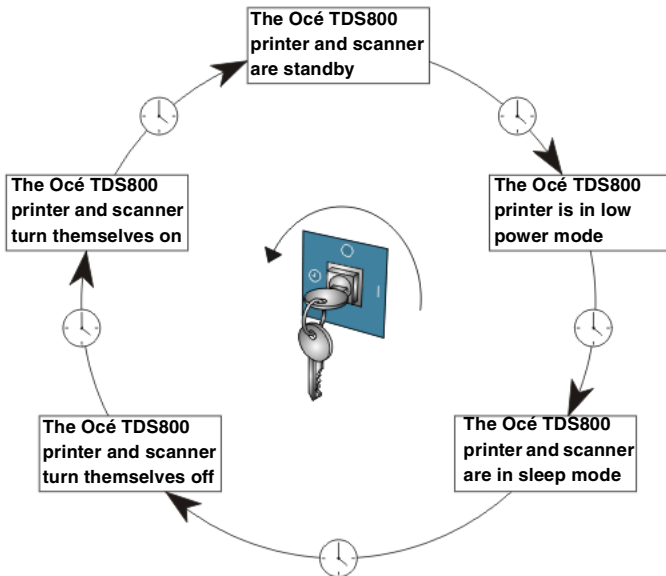 The Océ TDS800
printer and scanner
are standby
The Océ TDS800
printer is in low
power mode
The Océ TDS800
printer and scanner
are in sleep mode
The Océ TDS800
printer and scanner
turn themselves off
The Océ TDS800
printer and scanner
turn themselves on